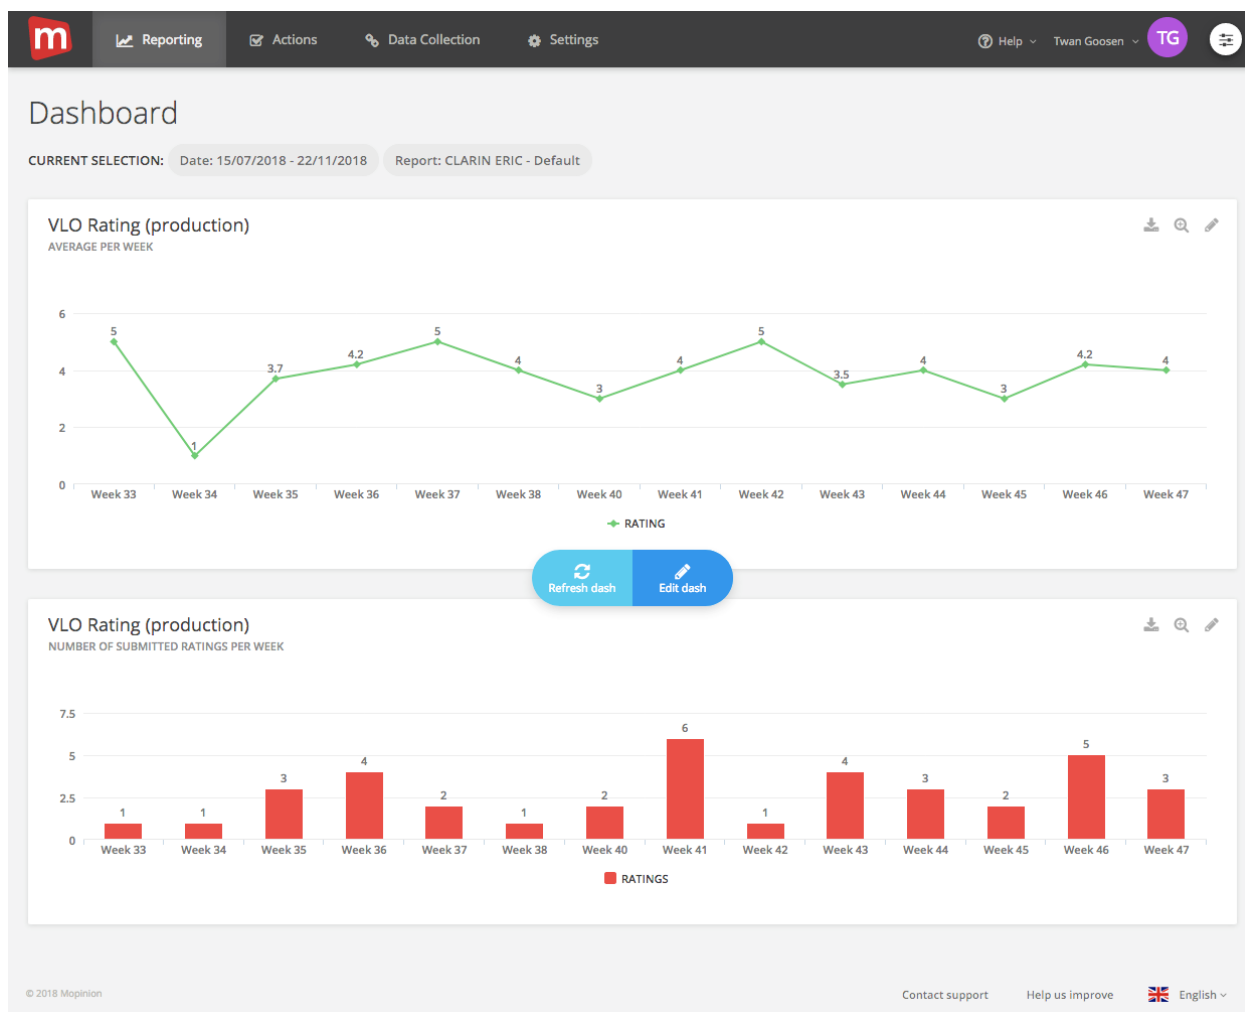 m Reporting Actions Data Collection Settings Help Twan Goosen TG
Dashboard
CURRENT SELECTION: Date: 15/07/2018 - 22/11/2018 Report: CLARIN ERIC - Default
VLO Rating (production)
AVERAGE PER WEEK
6
5 5 5
4.2 4.2
4 3.7 4 4 3.5 4 4
3 3
2
1
0
Week 33 Week 34 Week 35 Week 36 Week 37 Week 38 Week 40 Week 41 Week 42 Week 43 Week 44 Week 45 Week 46 Week 47
RATING
Refresh dash Edit dash
VLO Rating (production)
NUMBER OF SUBMITTED RATINGS PER WEEK
7.5
6
5 4 4 5
3 3 3
2.5 2 2 2
1 1 1 1
0
Week 33 Week 34 Week 35 Week 36 Week 37 Week 38 Week 40 Week 41 Week 42 Week 43 Week 44 Week 45 Week 46 Week 47
RATINGS
© 2018 Mopinion Contact support Help us improve English